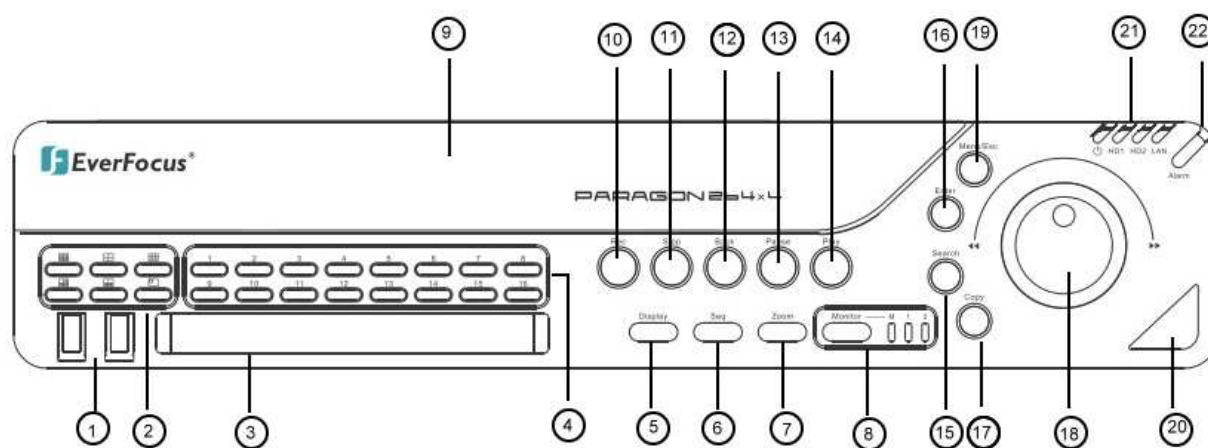 9 10 11 12 13 14 16 19 21 22
EverFocus®
PARAGON264x4
Menu/Esc
HD1 HD2 LAN
Alarm
Enter
Rec Stop Back Pause Play
Search
1 2 3 4 5 6 7 8
9 10 11 12 13 14 15 16
Copy
Display Seq Zoom Monitor M 1 2
1 2 3 4 5 6 7 8 15 17 18 20